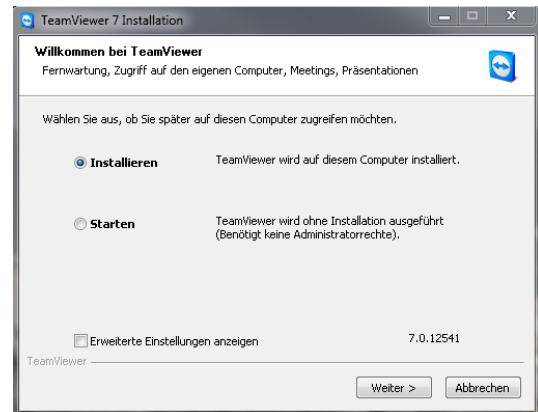 TeamViewer 7 Installation
Willkommen bei TeamViewer
Fernwartung, Zugriff auf den eigenen Computer, Meetings, Präsentationen
Wählen Sie aus, ob Sie später auf diesen Computer zugreifen möchten.
Installieren
TeamViewer wird auf diesem Computer installiert.
Starten
TeamViewer wird ohne Installation ausgeführt
(Benötigt keine Administratorrechte).
Erweiterte Einstellungen anzeigen
7.0.12541
TeamViewer
Weiter >
Abbrechen